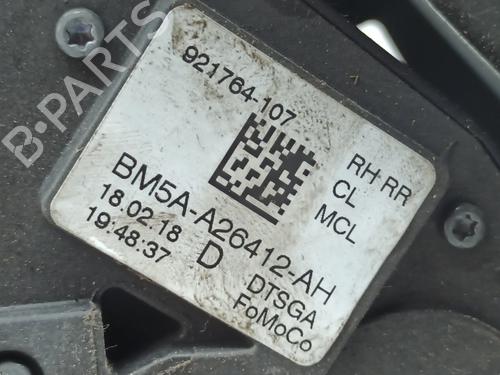 921764-107
RH-RR
CL
MCL
BM5A-A26412-AH
18.02.18
D
DTSGA
19:48:37
FoMoCo
B-PARTS